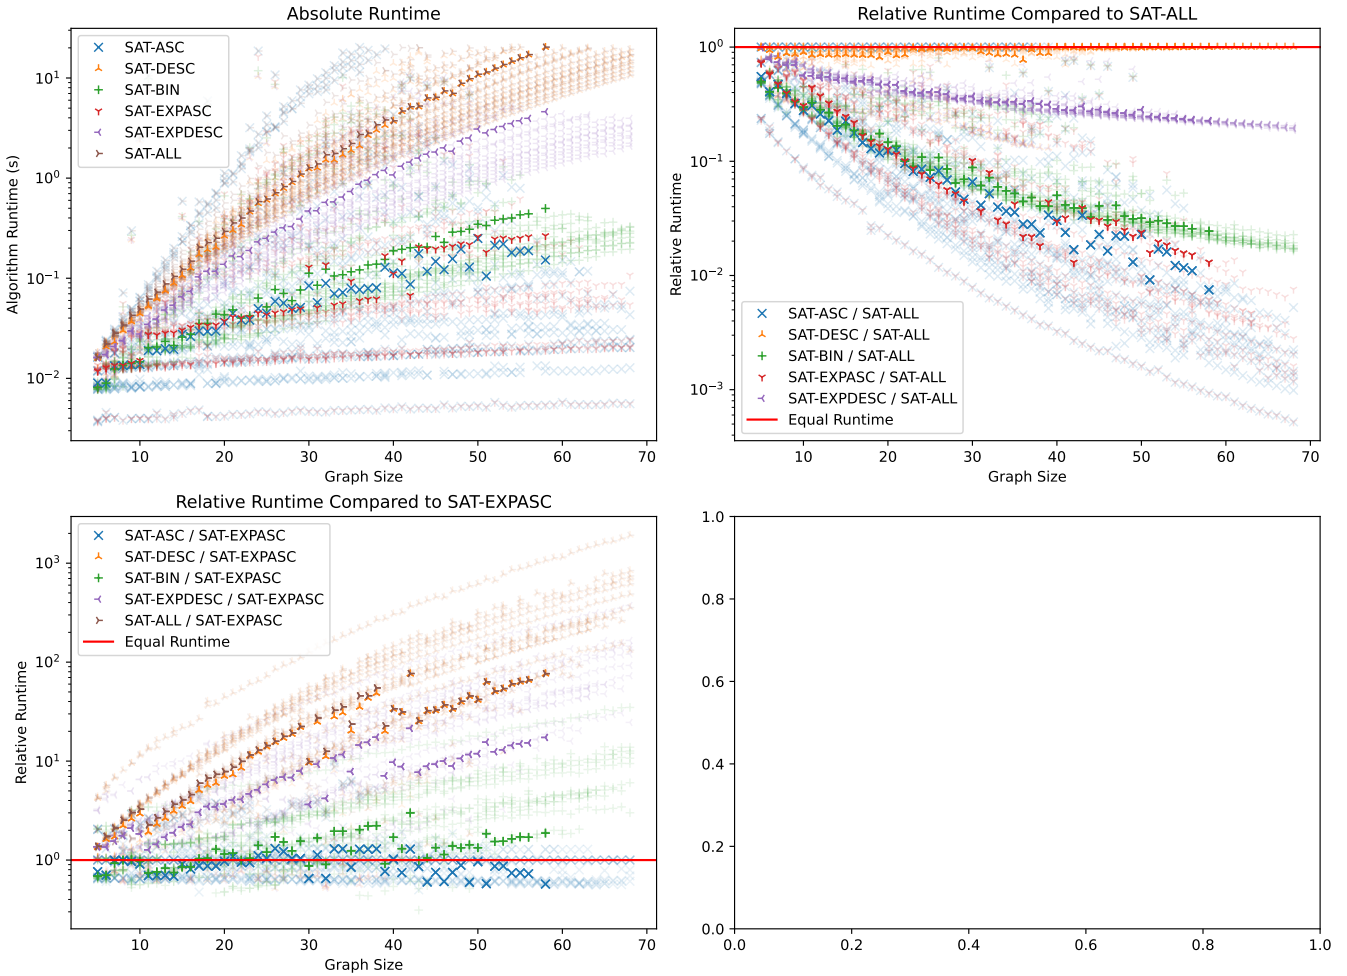 Absolute Runtime
Algorithm Runtime (s)
10¹
10⁰
10⁻¹
10⁻²
SAT-ASC
SAT-DESC
SAT-BIN
SAT-EXPASC
SAT-EXPDESC
SAT-ALL
10 20 30 40 50 60 70
Graph Size
Relative Runtime Compared to SAT-ALL
Relative Runtime
10⁰
10⁻¹
10⁻²
10⁻³
SAT-ASC / SAT-ALL
SAT-DESC / SAT-ALL
SAT-BIN / SAT-ALL
SAT-EXPASC / SAT-ALL
SAT-EXPDESC / SAT-ALL
Equal Runtime
10 20 30 40 50 60 70
Graph Size
Relative Runtime Compared to SAT-EXPASC
Relative Runtime
10³
10²
10¹
10⁰
SAT-ASC / SAT-EXPASC
SAT-DESC / SAT-EXPASC
SAT-BIN / SAT-EXPASC
SAT-EXPDESC / SAT-EXPASC
SAT-ALL / SAT-EXPASC
Equal Runtime
10 20 30 40 50 60 70
Graph Size
1.0
0.8
0.6
0.4
0.2
0.0
0.0 0.2 0.4 0.6 0.8 1.0